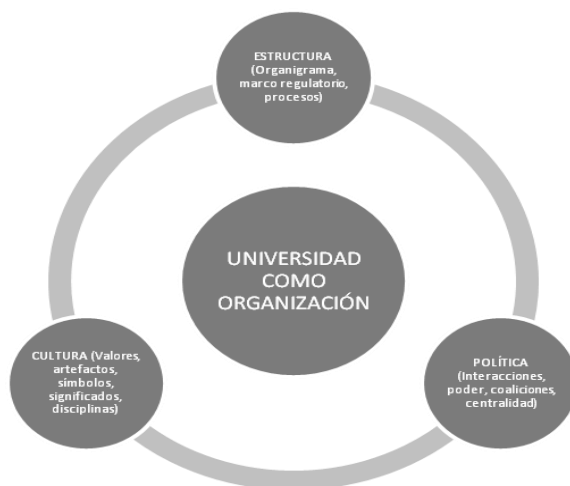 ESTRUCTURA
(Organigrama,
marco regulatorio,
procesos)
UNIVERSIDAD
COMO
ORGANIZACIÓN
CULTURA (Valores,
artefactos,
símbolos,
significados,
disciplinas)
POLÍTICA
(Interacciones,
poder, coaliciones,
centralidad)